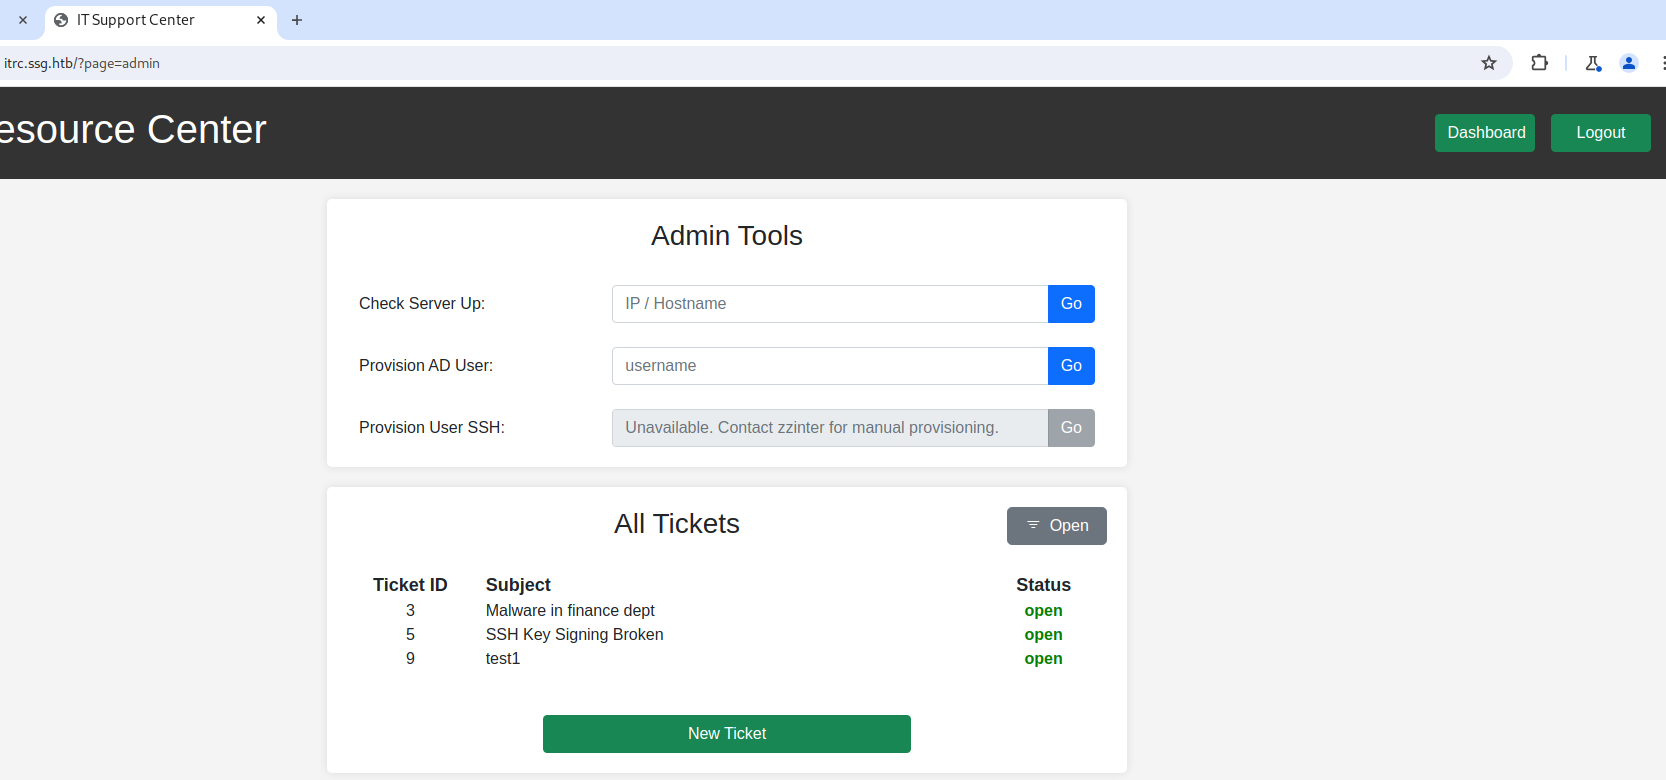 IT Support Center
itrc.ssg.htb/?page=admin
esource Center
Dashboard
Logout
Admin Tools
Check Server Up:
IP / Hostname
Go
Provision AD User:
username
Go
Provision User SSH:
Unavailable. Contact zzinter for manual provisioning.
Go
All Tickets
Open
Ticket ID Subject Status
3 Malware in finance dept open
5 SSH Key Signing Broken open
9 test1 open
New Ticket